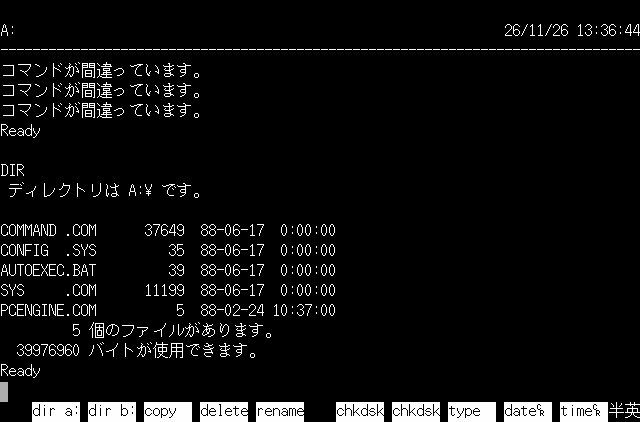 A: 26/11/26 13:36:44
コマンドが間違っています。
コマンドが間違っています。
コマンドが間違っています。
Ready
DIR
ディレクトリは A:¥ です。
COMMAND .COM 37649 88-06-17 0:00:00
CONFIG .SYS 35 88-06-17 0:00:00
AUTOEXEC.BAT 39 88-06-17 0:00:00
SYS .COM 11199 88-06-17 0:00:00
PCENGINE.COM 5 88-02-24 10:37:00
5 個のファイルがあります。
39976960 バイトが使用できます。
Ready
dir a: dir b: copy delete rename chkdsk chkdsk type date␍ time␍ 半英